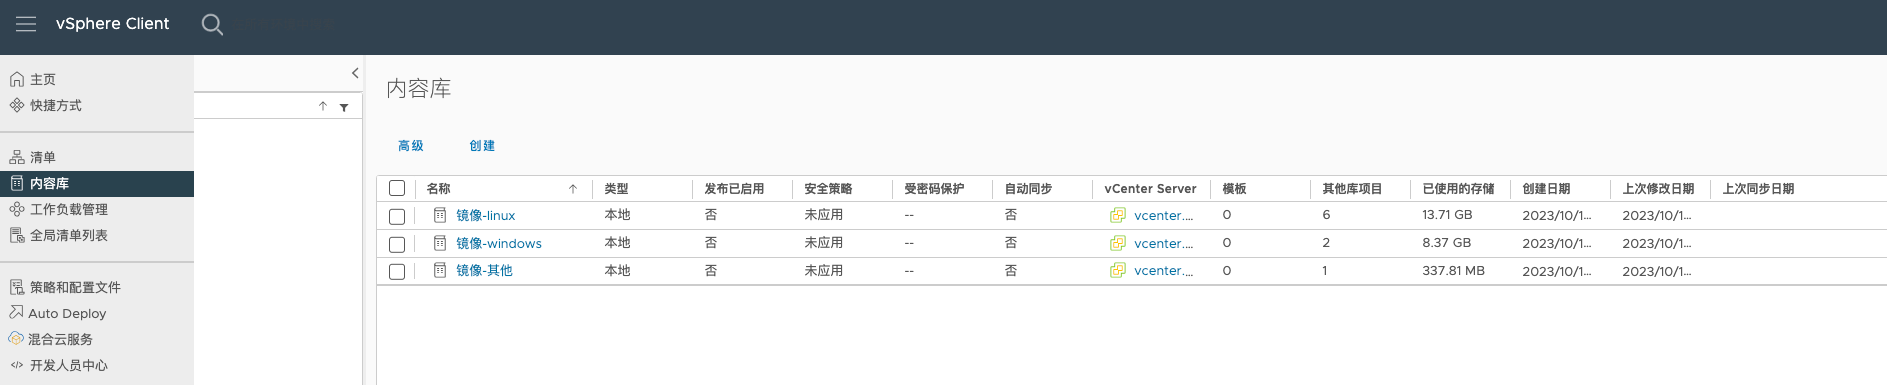 vSphere Client
主页
快捷方式
清单
内容库
工作负载管理
全局清单列表
策略和配置文件
Auto Deploy
混合云服务
开发人员中心
内容库
高级 创建
名称 类型 发布已启用 安全策略 受密码保护 自动同步 vCenter Server 模板 其他库项目 已使用的存储 创建日期 上次修改日期 上次同步日期
镜像-linux 本地 否 未应用 -- 否 vcenter.... 0 6 13.71 GB 2023/10/1... 2023/10/1...
镜像-windows 本地 否 未应用 -- 否 vcenter.... 0 2 8.37 GB 2023/10/1... 2023/10/1...
镜像-其他 本地 否 未应用 -- 否 vcenter.... 0 1 337.81 MB 2023/10/1... 2023/10/1...